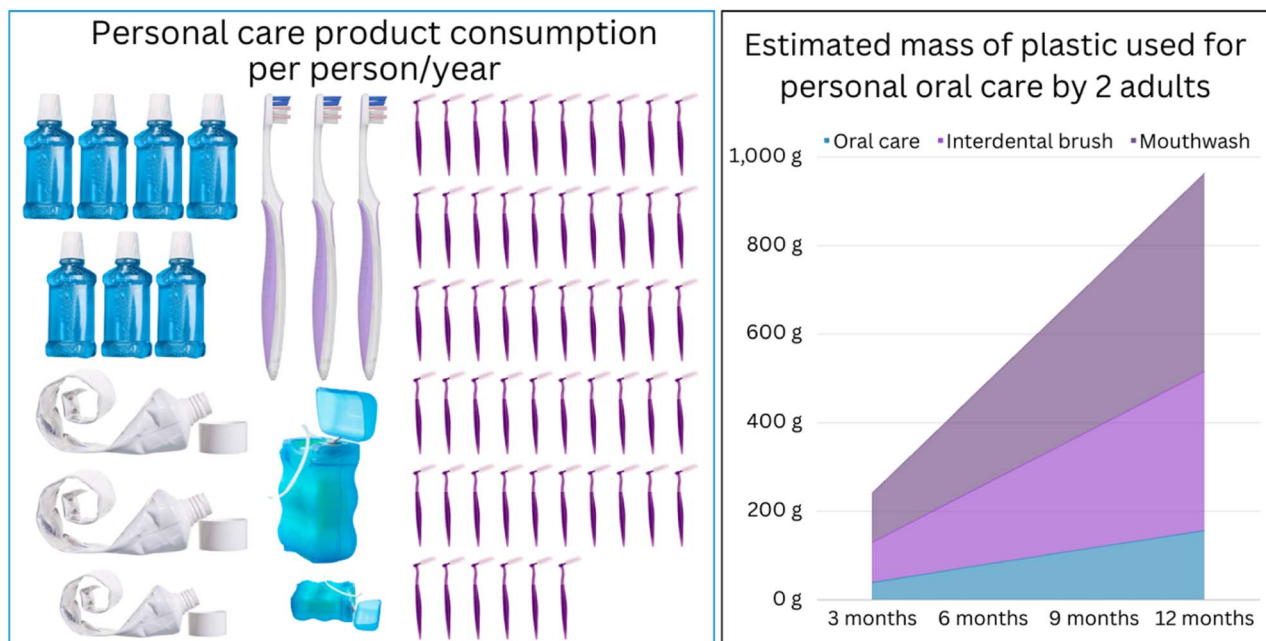 Personal care product consumption
per person/year
Estimated mass of plastic used for
personal oral care by 2 adults
Oral care Interdental brush Mouthwash
1,000 g
800 g
600 g
400 g
200 g
0 g
3 months 6 months 9 months 12 months